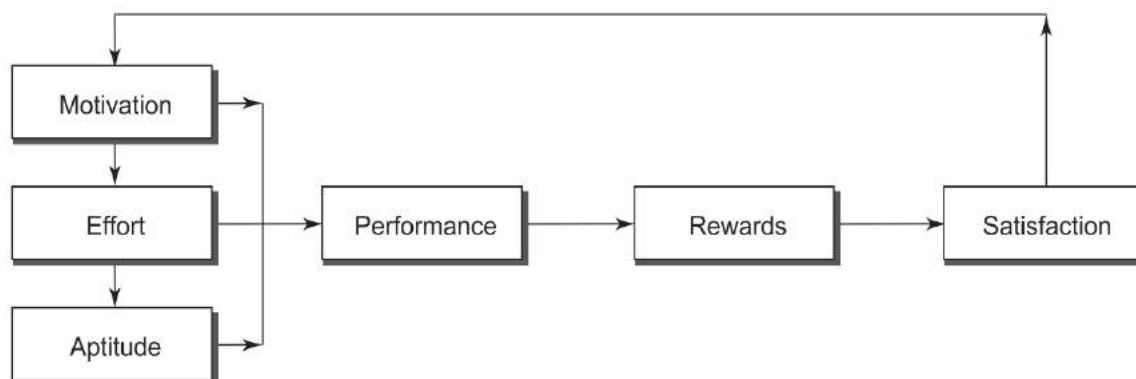 Motivation
Effort
Performance
Rewards
Satisfaction
Aptitude